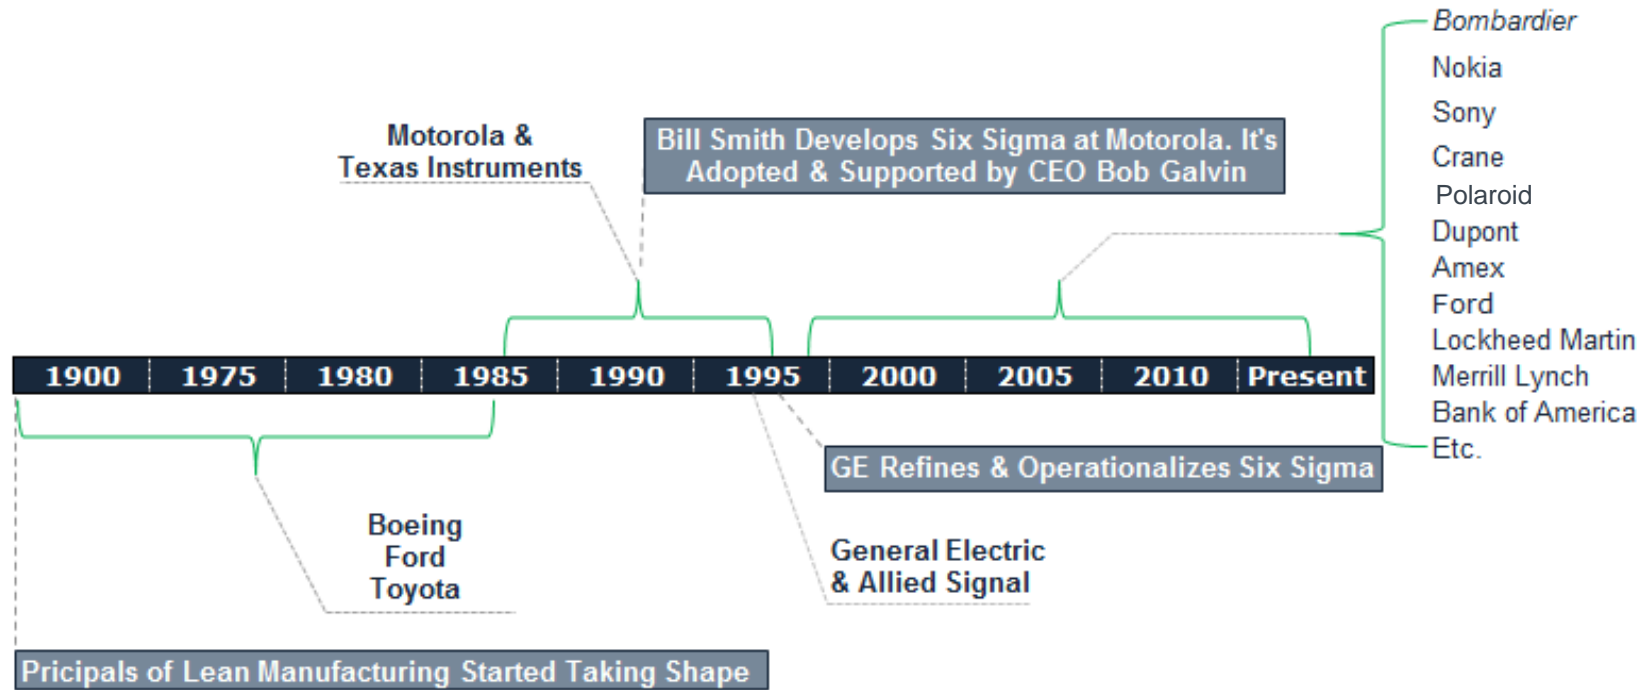 Bombardier
Nokia
Sony
Crane
Polaroid
Dupont
Amex
Ford
Lockheed Martin
Merrill Lynch
Bank of America
Etc.
Motorola &
Texas Instruments
Bill Smith Develops Six Sigma at Motorola. It's
Adopted & Supported by CEO Bob Galvin
1900 1975 1980 1985 1990 1995 2000 2005 2010 Present
GE Refines & Operationalizes Six Sigma
Boeing
Ford
Toyota
General Electric
& Allied Signal
Pricipals of Lean Manufacturing Started Taking Shape